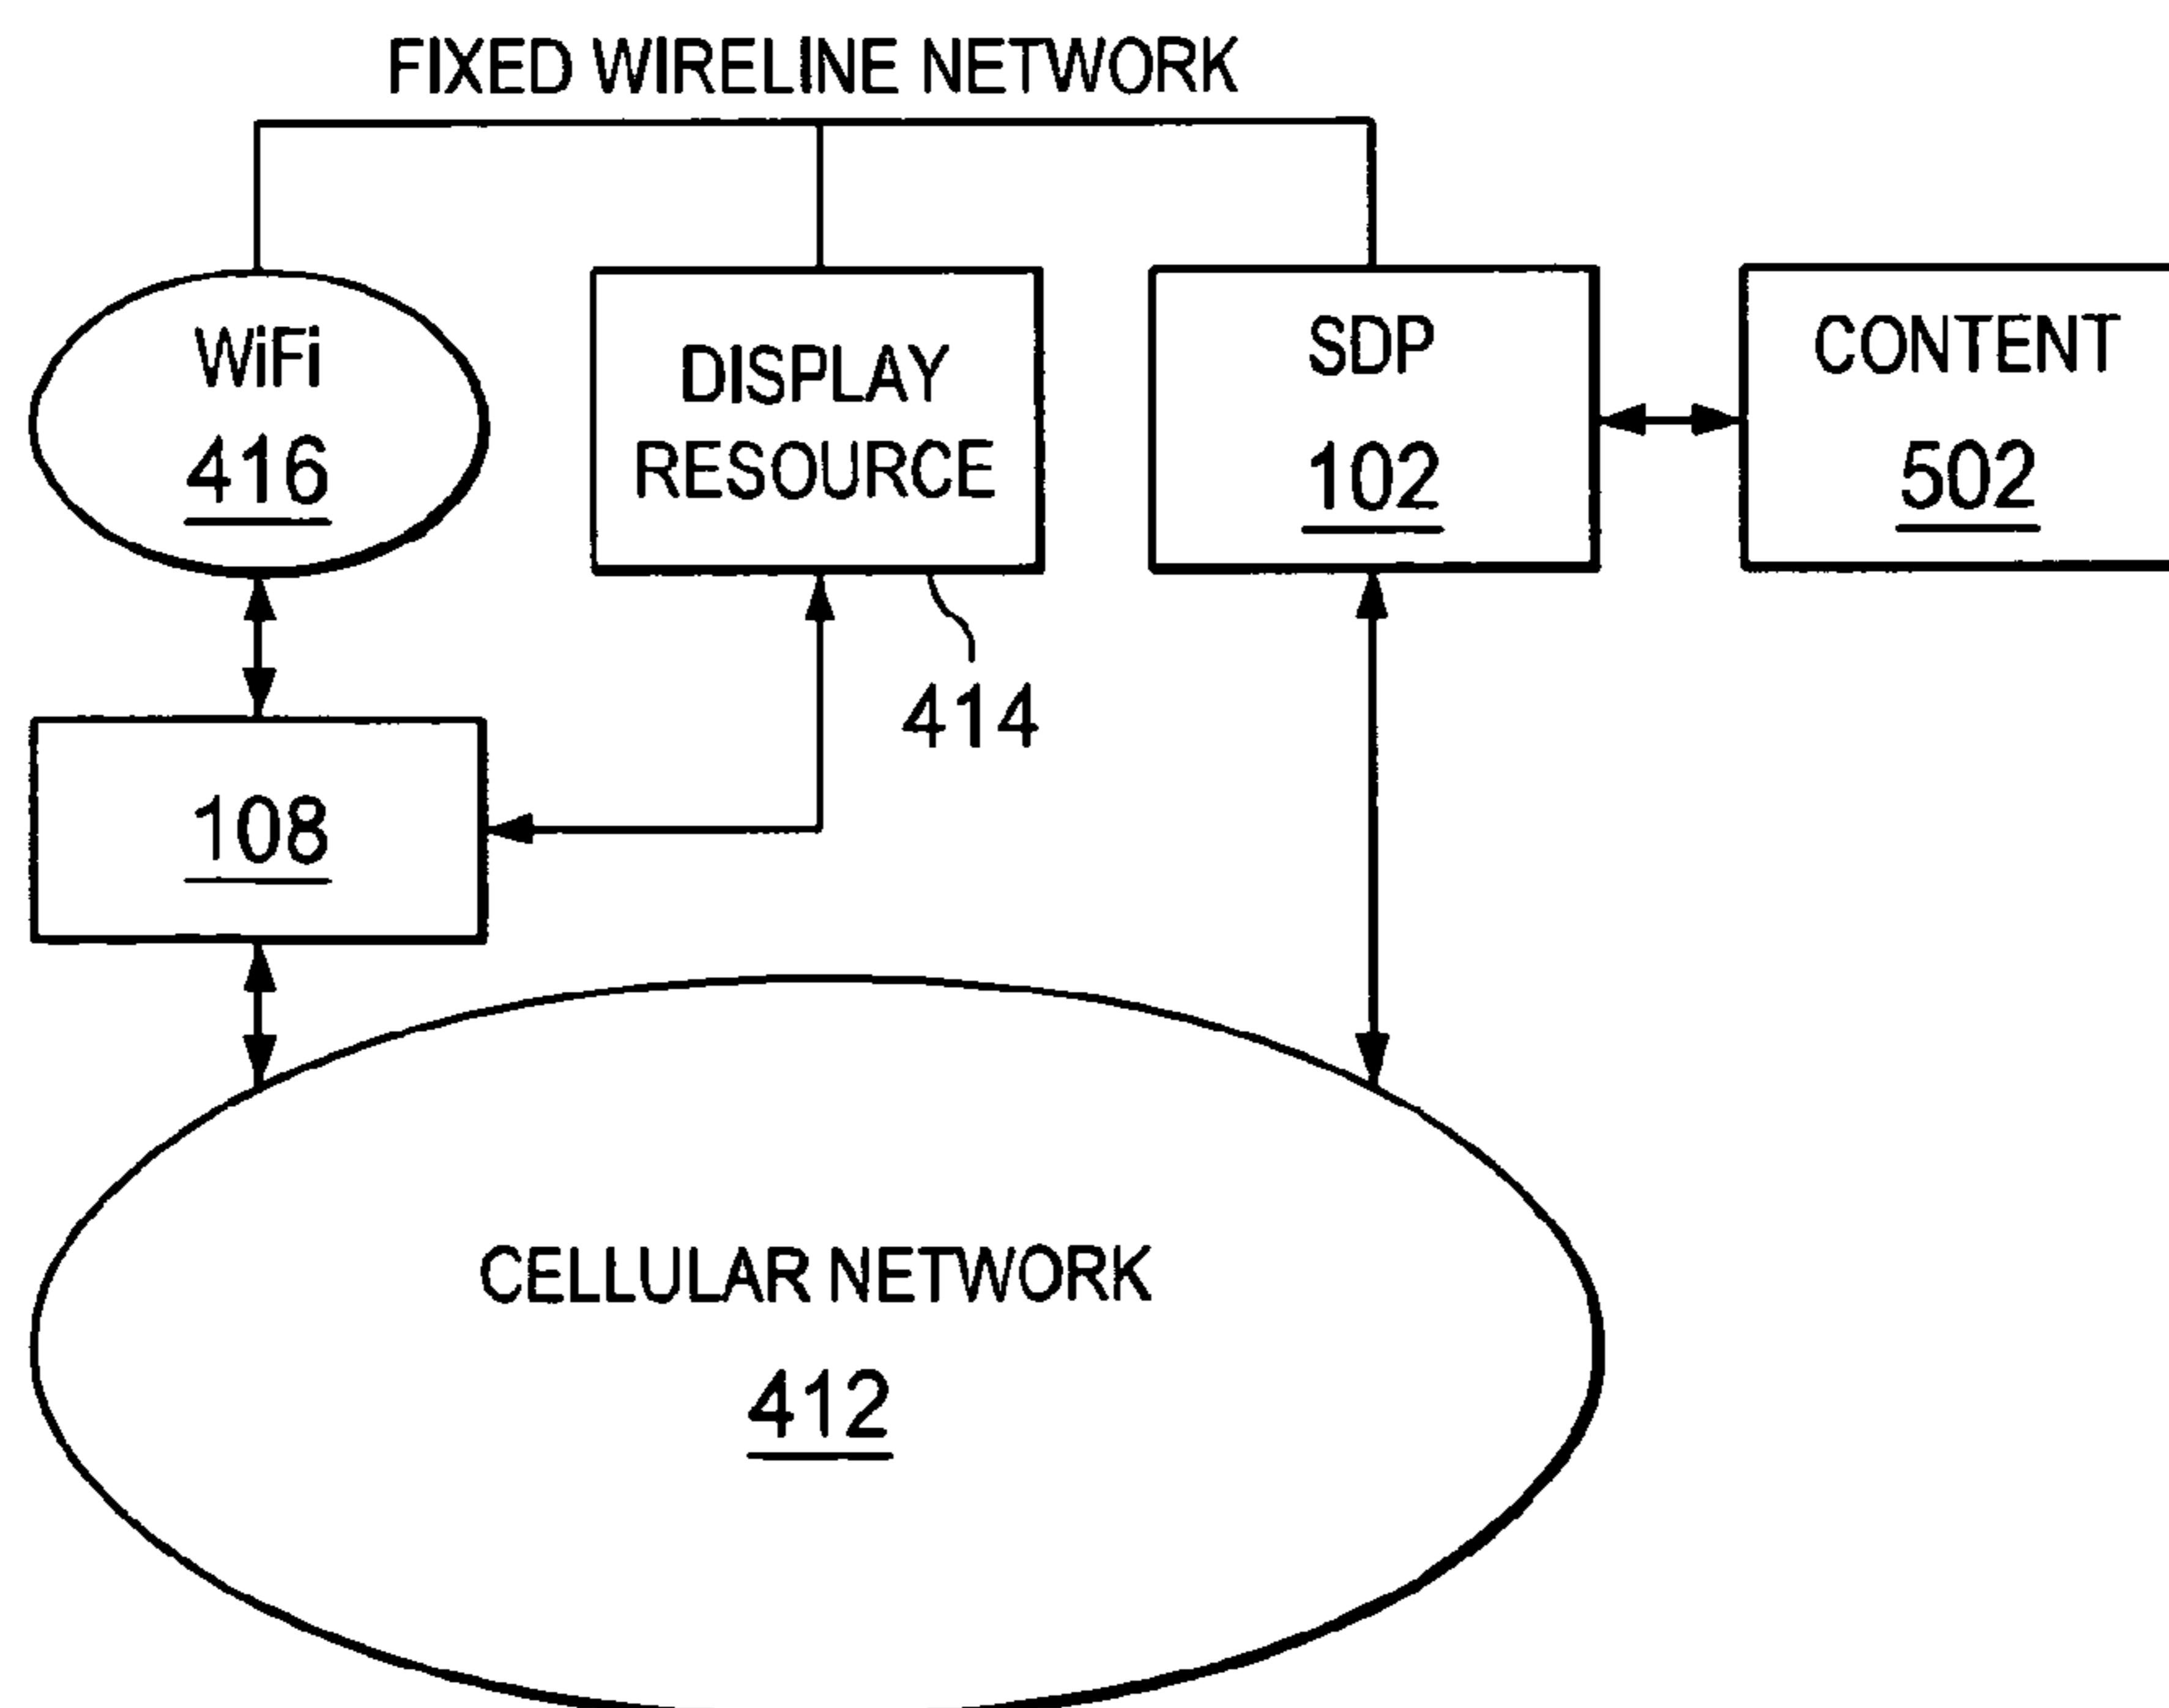 FIXED WIRELINE NETWORK
WiFi
416
DISPLAY
RESOURCE
414
SDP
102
CONTENT
502
108
CELLULAR NETWORK
412